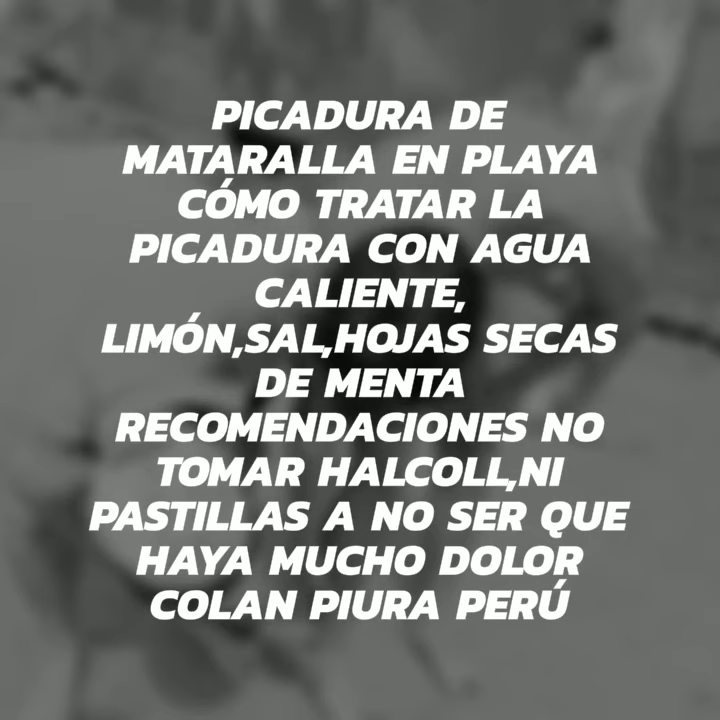 PICADURA DE
MATARALLA EN PLAYA
CÓMO TRATAR LA
PICADURA CON AGUA
CALIENTE,
LIMÓN,SAL,HOJAS SECAS
DE MENTA
RECOMENDACIONES NO
TOMAR HALCOLL,NI
PASTILLAS A NO SER QUE
HAYA MUCHO DOLOR
COLAN PIURA PERÚ